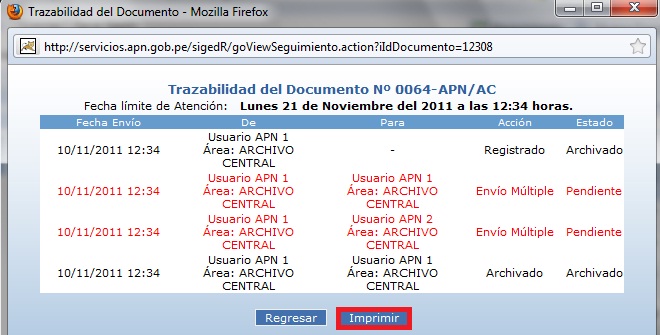 Trazabilidad del Documento - Mozilla Firefox
http://servicios.apn.gob.pe/sigedR/goViewSeguimiento.action?iIdDocumento=12308
Trazabilidad del Documento Nº 0064-APN/AC
Fecha límite de Atención: Lunes 21 de Noviembre del 2011 a las 12:34 horas.
Fecha Envío De Para Acción Estado
Usuario APN 1
10/11/2011 12:34 Área: ARCHIVO - Registrado Archivado
CENTRAL
Usuario APN 1 Usuario APN 1
10/11/2011 12:34 Área: ARCHIVO Área: ARCHIVO Envío Múltiple Pendiente
CENTRAL CENTRAL
Usuario APN 1 Usuario APN 2
10/11/2011 12:34 Área: ARCHIVO Área: ARCHIVO Envío Múltiple Pendiente
CENTRAL CENTRAL
Usuario APN 1 Usuario APN 1
10/11/2011 12:34 Área: ARCHIVO Área: ARCHIVO Archivado Archivado
CENTRAL CENTRAL
Regresar Imprimir